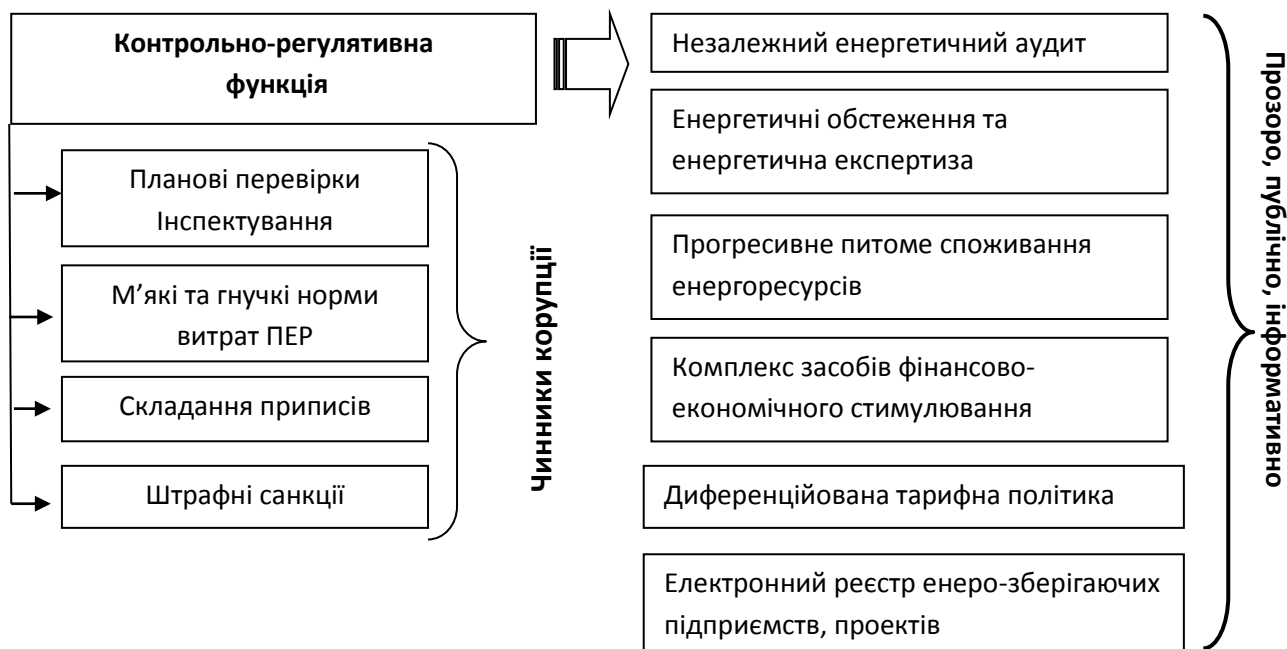 Контрольно-регулятивна
функція
Планові перевірки
Інспектування
М’які та гнучкі норми
витрат ПЕР
Складання приписів
Штрафні санкції
Чинники корупції
Незалежний енергетичний аудит
Енергетичні обстеження та
енергетична експертиза
Прогресивне питоме споживання
енергоресурсів
Комплекс засобів фінансово-
економічного стимулювання
Диференційована тарифна політика
Електронний реєстр енеро-зберігаючих
підприємств, проектів
Прозоро, публічно, інформативно